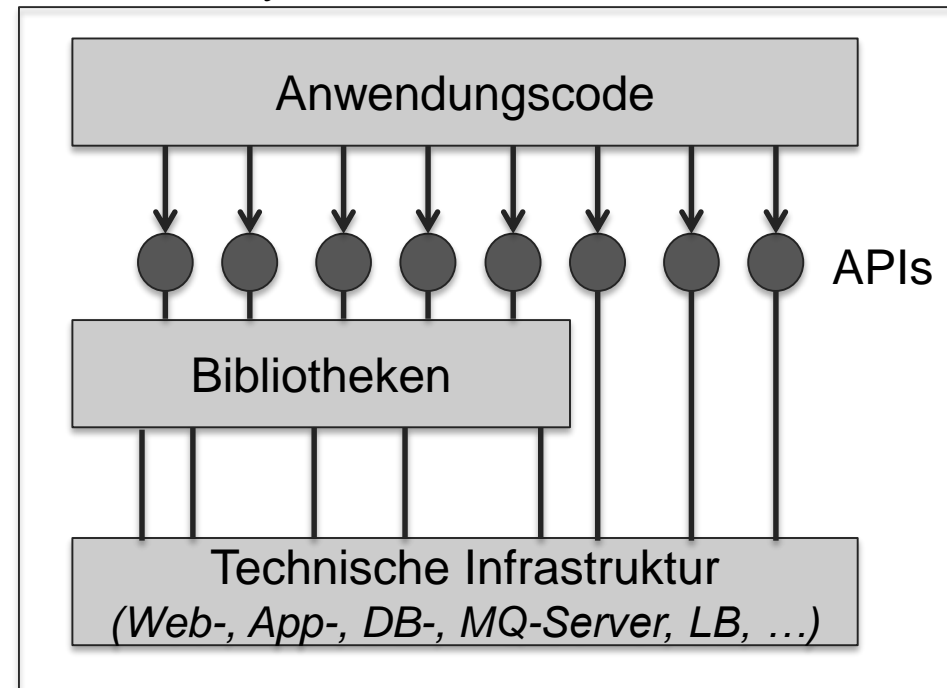 Anwendungscode
APIs
Bibliotheken
Technische Infrastruktur
(Web-, App-, DB-, MQ-Server, LB, …)